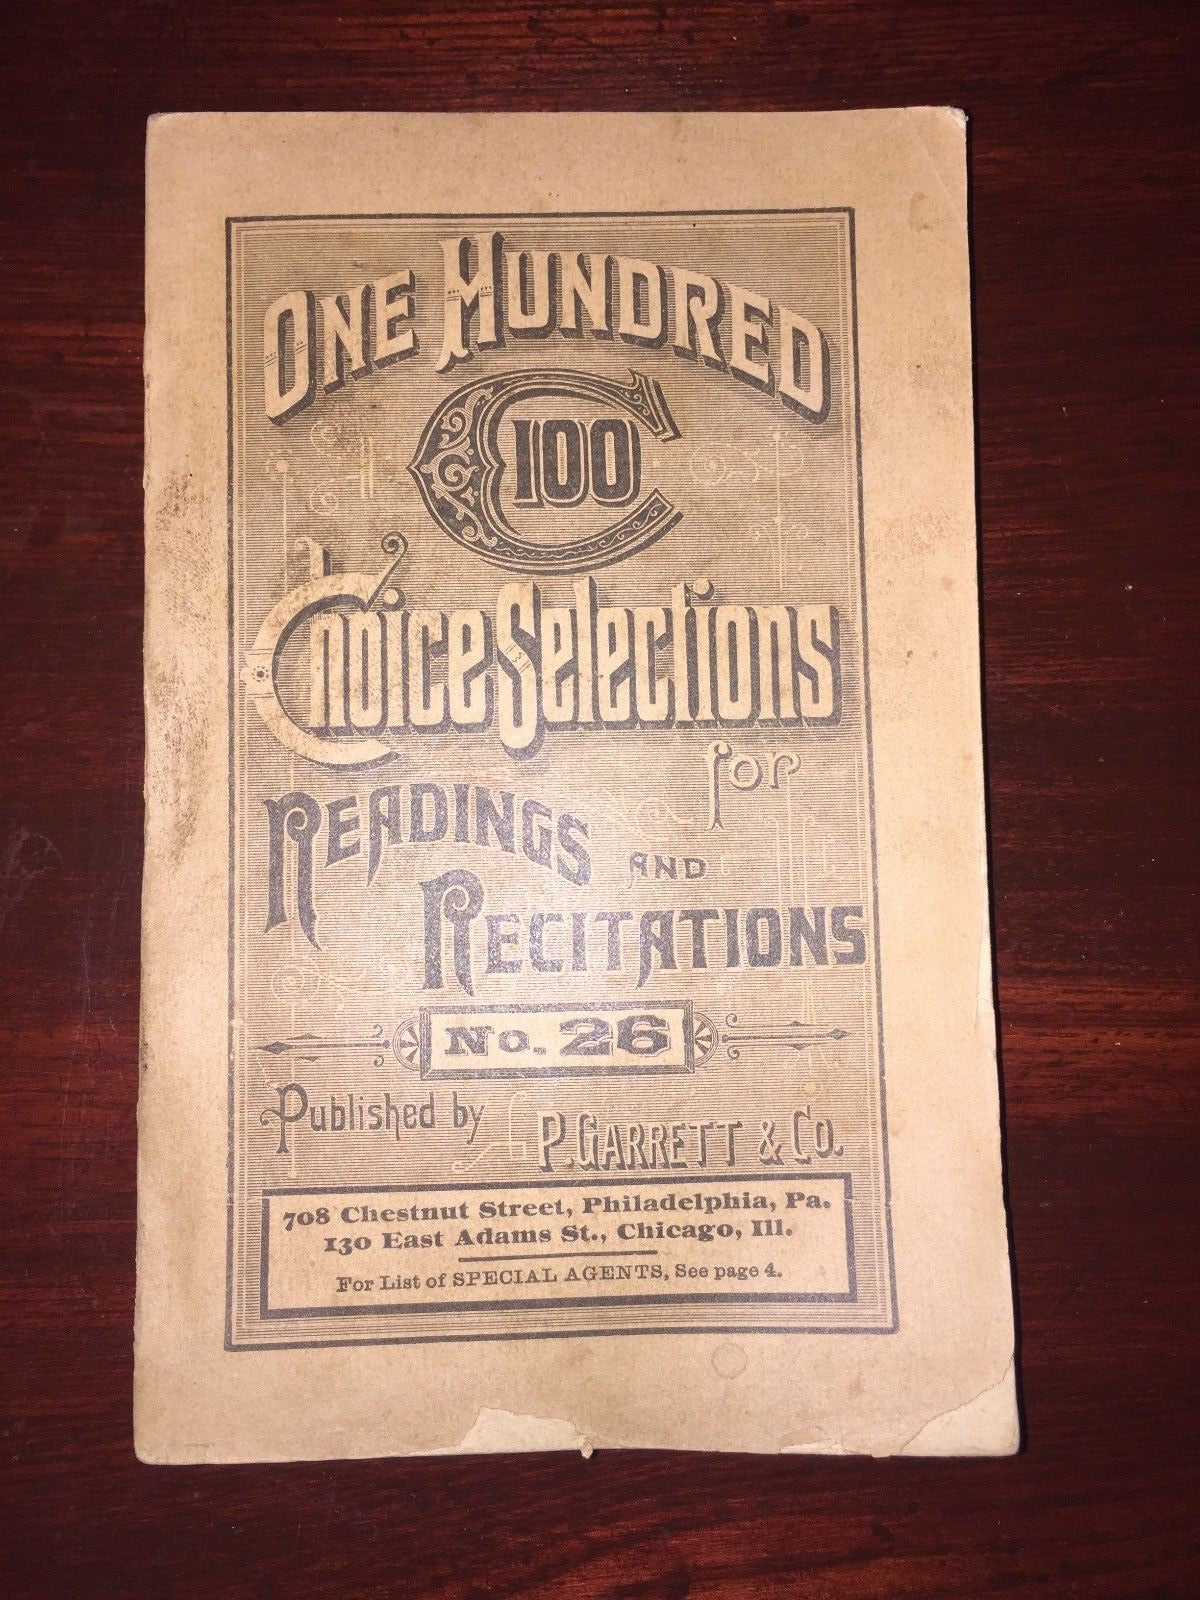 ONE HUNDRED
C 100
Choice Selections
for
READINGS AND
RECITATIONS
No. 26
Published by P. GARRETT & CO.
708 Chestnut Street, Philadelphia, Pa.
130 East Adams St., Chicago, Ill.
For List of SPECIAL AGENTS, See page 4.